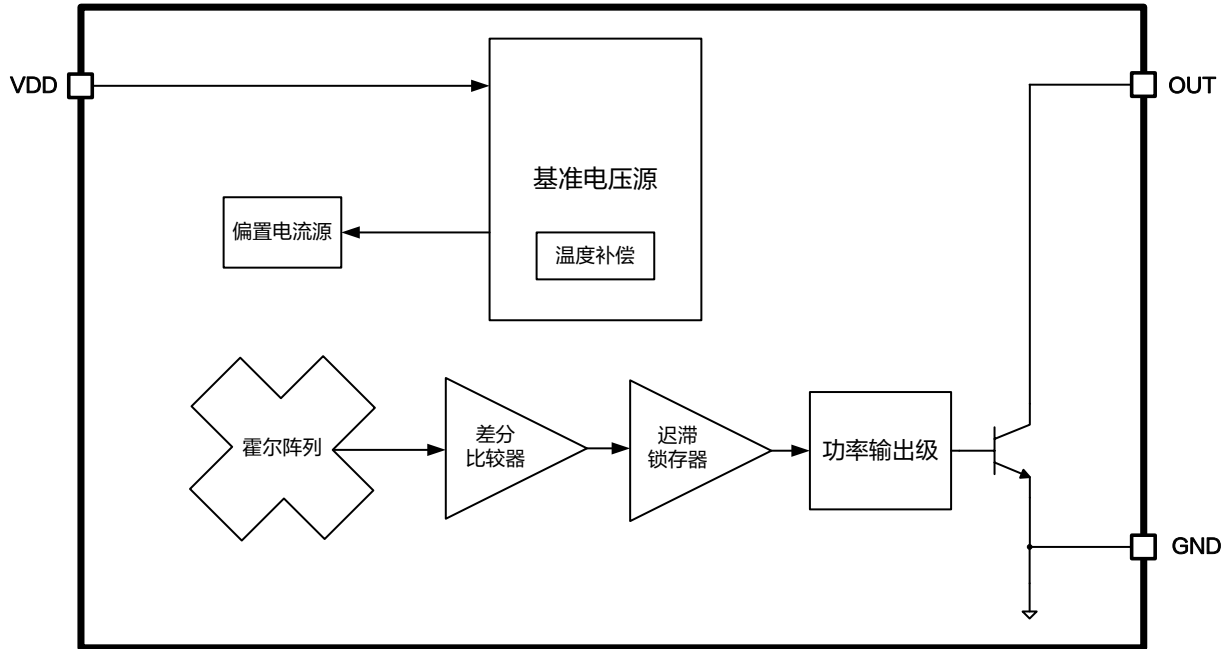 VDD
OUT
基准电压源
偏置电流源
温度补偿
霍尔阵列
差分
比较器
迟滞
锁存器
功率输出级
GND